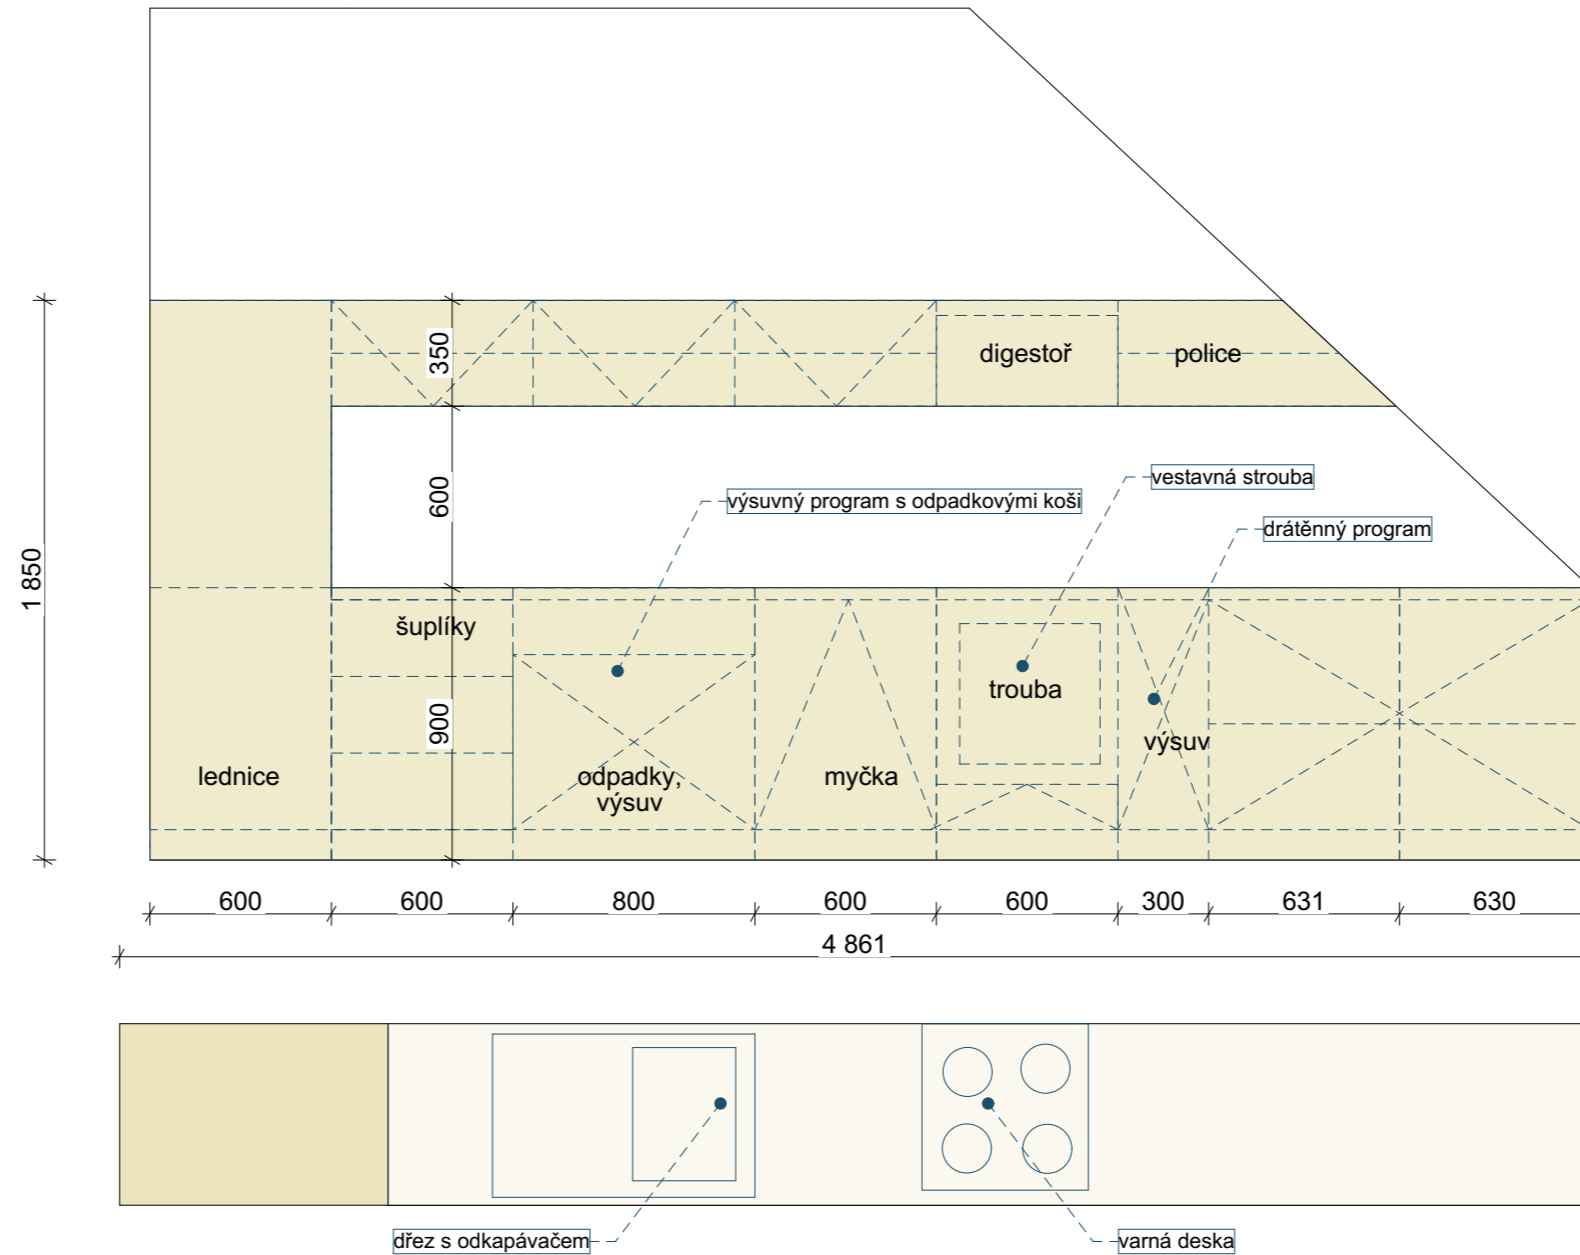 350
digestoř
police
600
vestavná strouba
výsuvný program s odpadkovými koši
drátěnný program
1 850
šuplíky
trouba
900
výsuv
lednice
odpadky,
výsuv
myčka
600
600
800
600
600
300
631
630
4 861
dřez s odkapávačem
varná deska